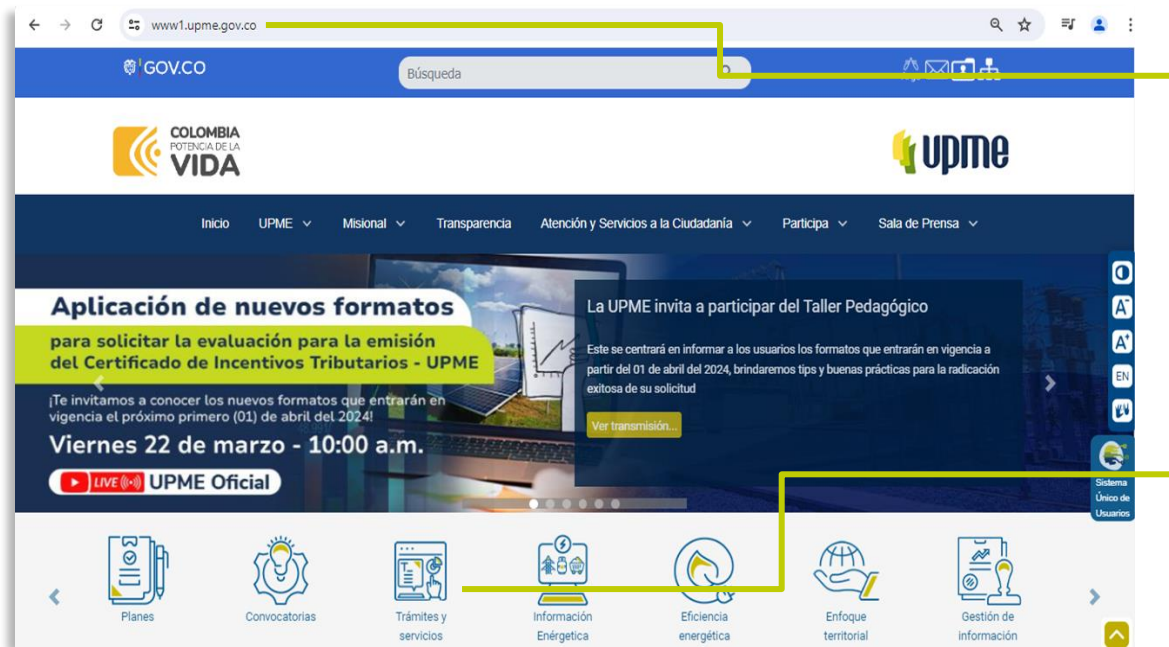 www1.upme.gov.co
GOV.CO
Búsqueda
COLOMBIA
POTENCIA DE LA
VIDA
upme
Inicio UPME Misional Transparencia Atención y Servicios a la Ciudadanía Participa Sala de Prensa
Aplicación de nuevos formatos
para solicitar la evaluación para la emisión
del Certificado de Incentivos Tributarios - UPME
¡Te invitamos a conocer los nuevos formatos que entrarán en
vigencia el próximo primero (01) de abril del 2024!
Viernes 22 de marzo - 10:00 a.m.
LIVE UPME Oficial
La UPME invita a participar del Taller Pedagógico
Este se centrará en informar a los usuarios los formatos que entrarán en vigencia a
partir del 01 de abril del 2024, brindaremos tips y buenas prácticas para la radicación
exitosa de su solicitud
Ver transmisión...
A-
A+
EN
Sistema
Único de
Usuarios
Planes
Convocatorias
Trámites y
servicios
Información
Enérgetica
Eficiencia
energética
Enfoque
territorial
Gestión de
información